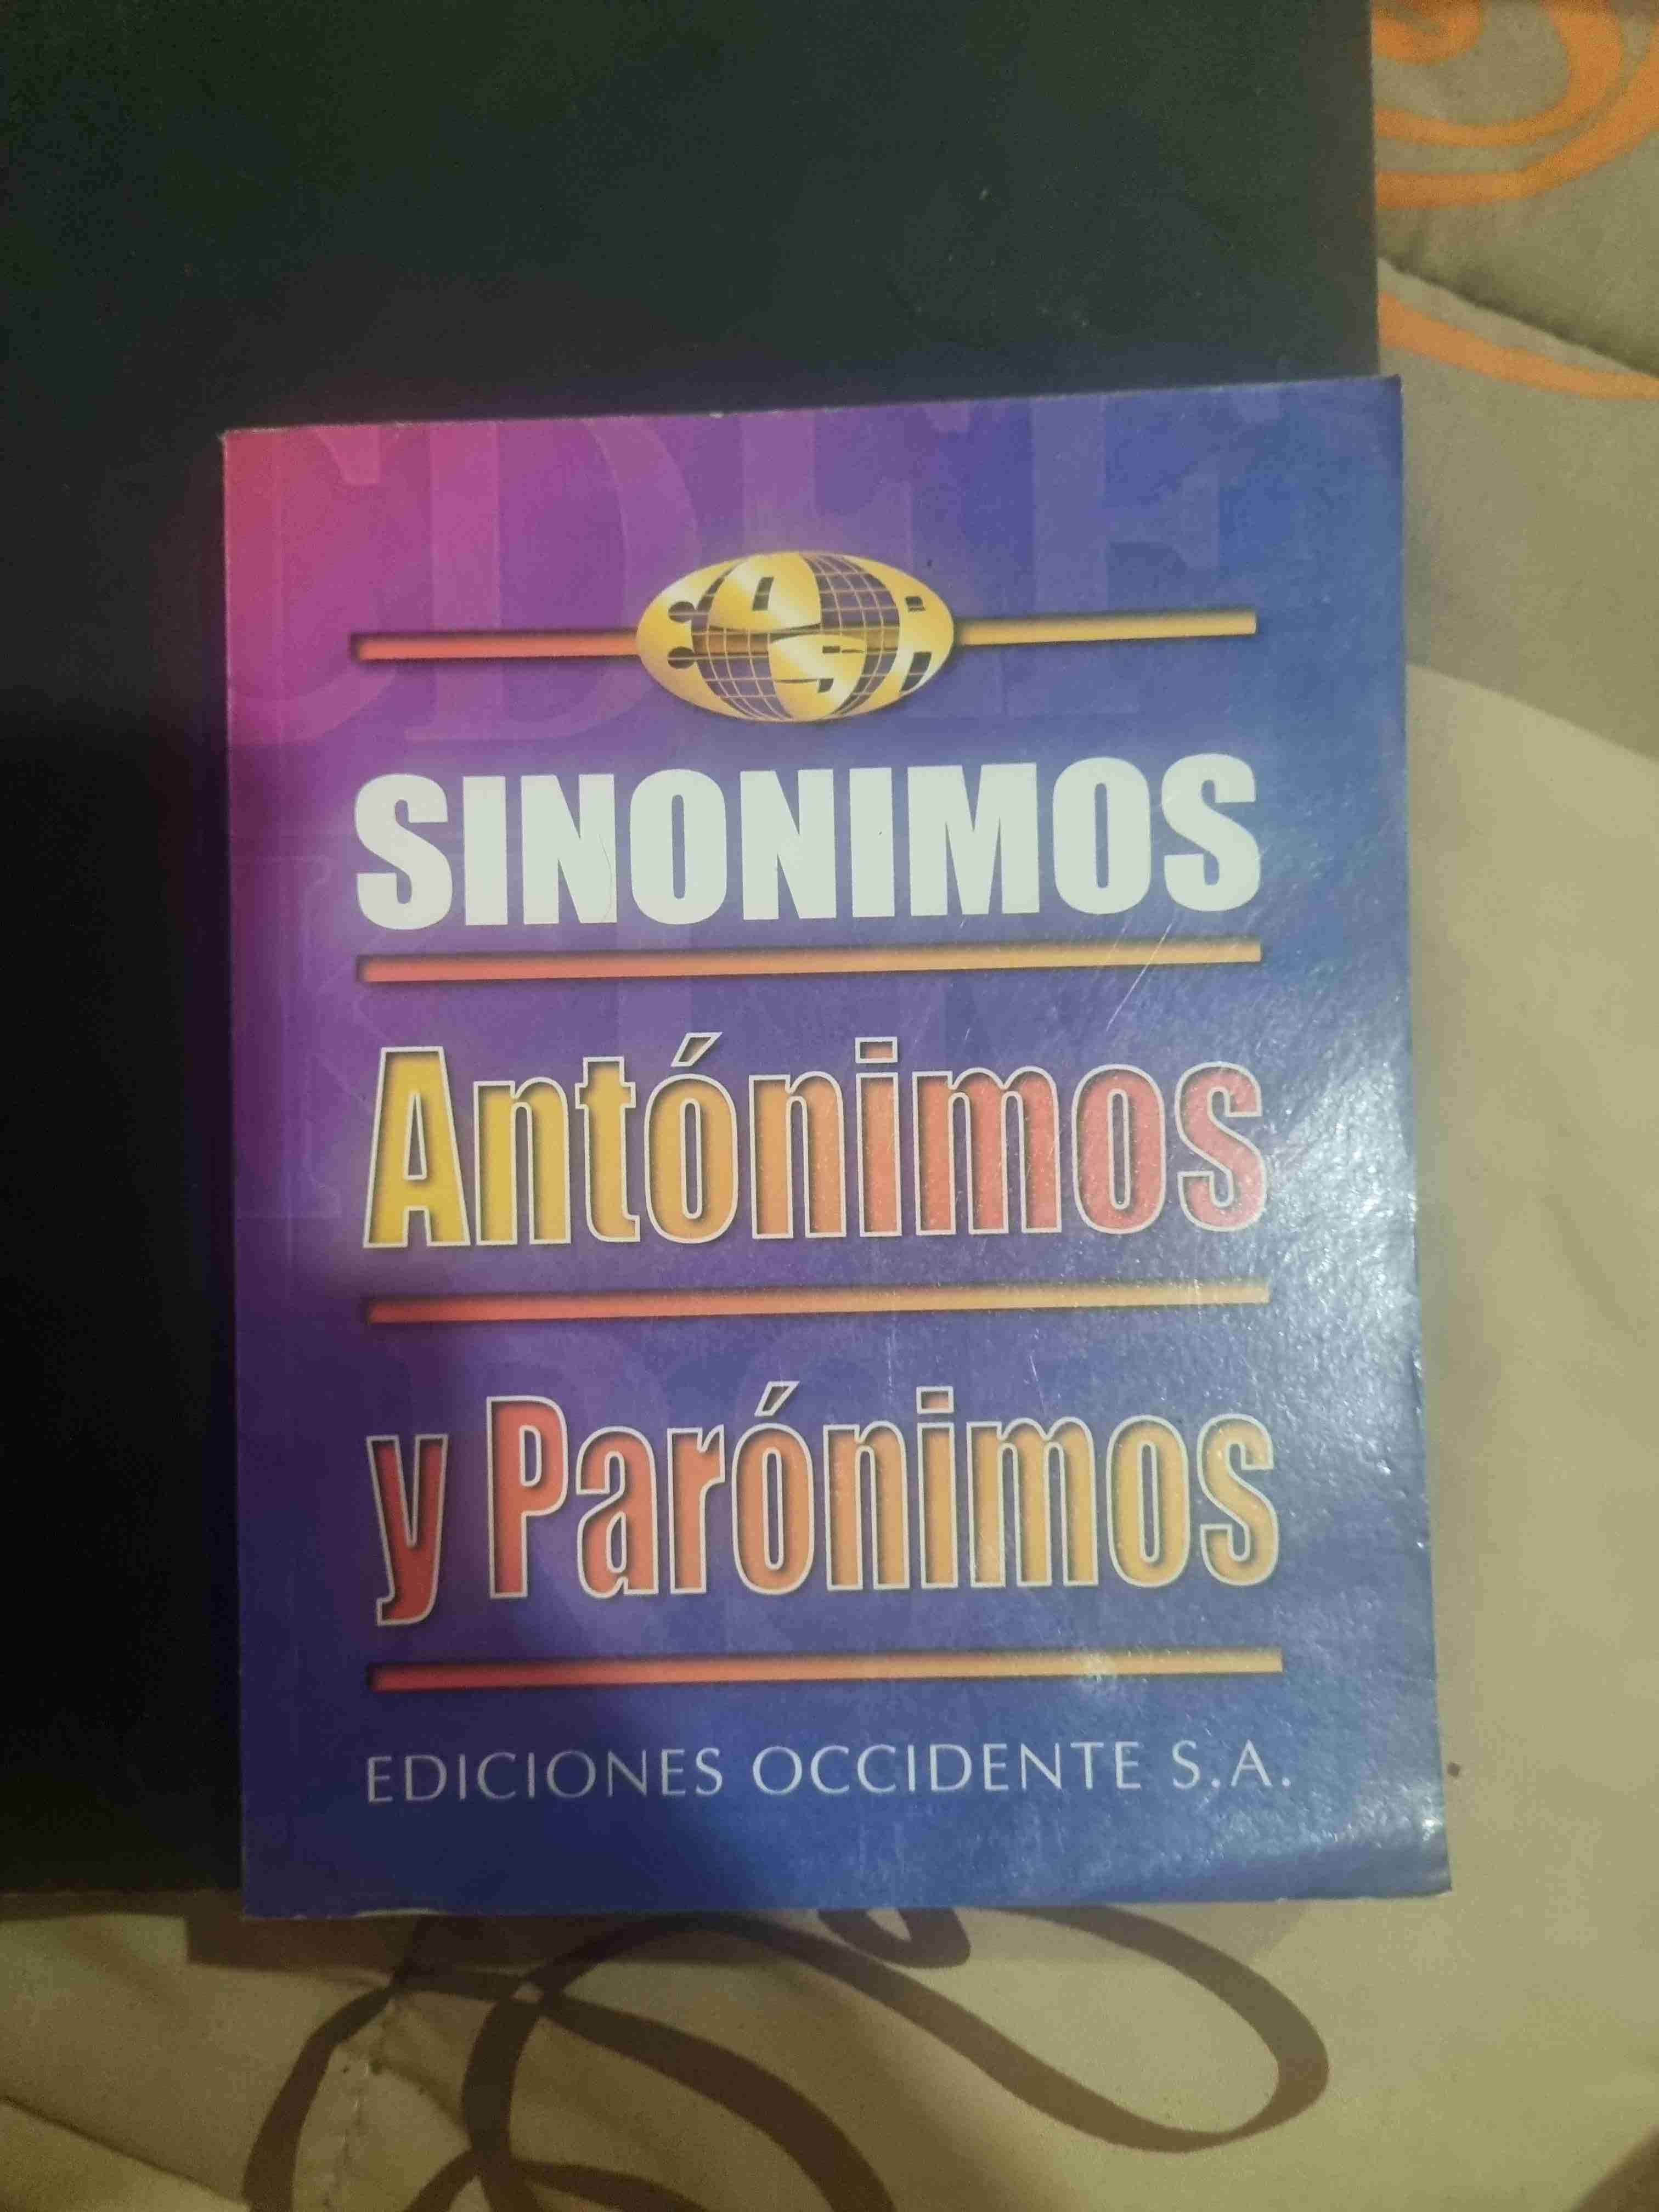 SINONIMOS
Antónimos
y Parónimos
EDICIONES OCCIDENTE S.A.